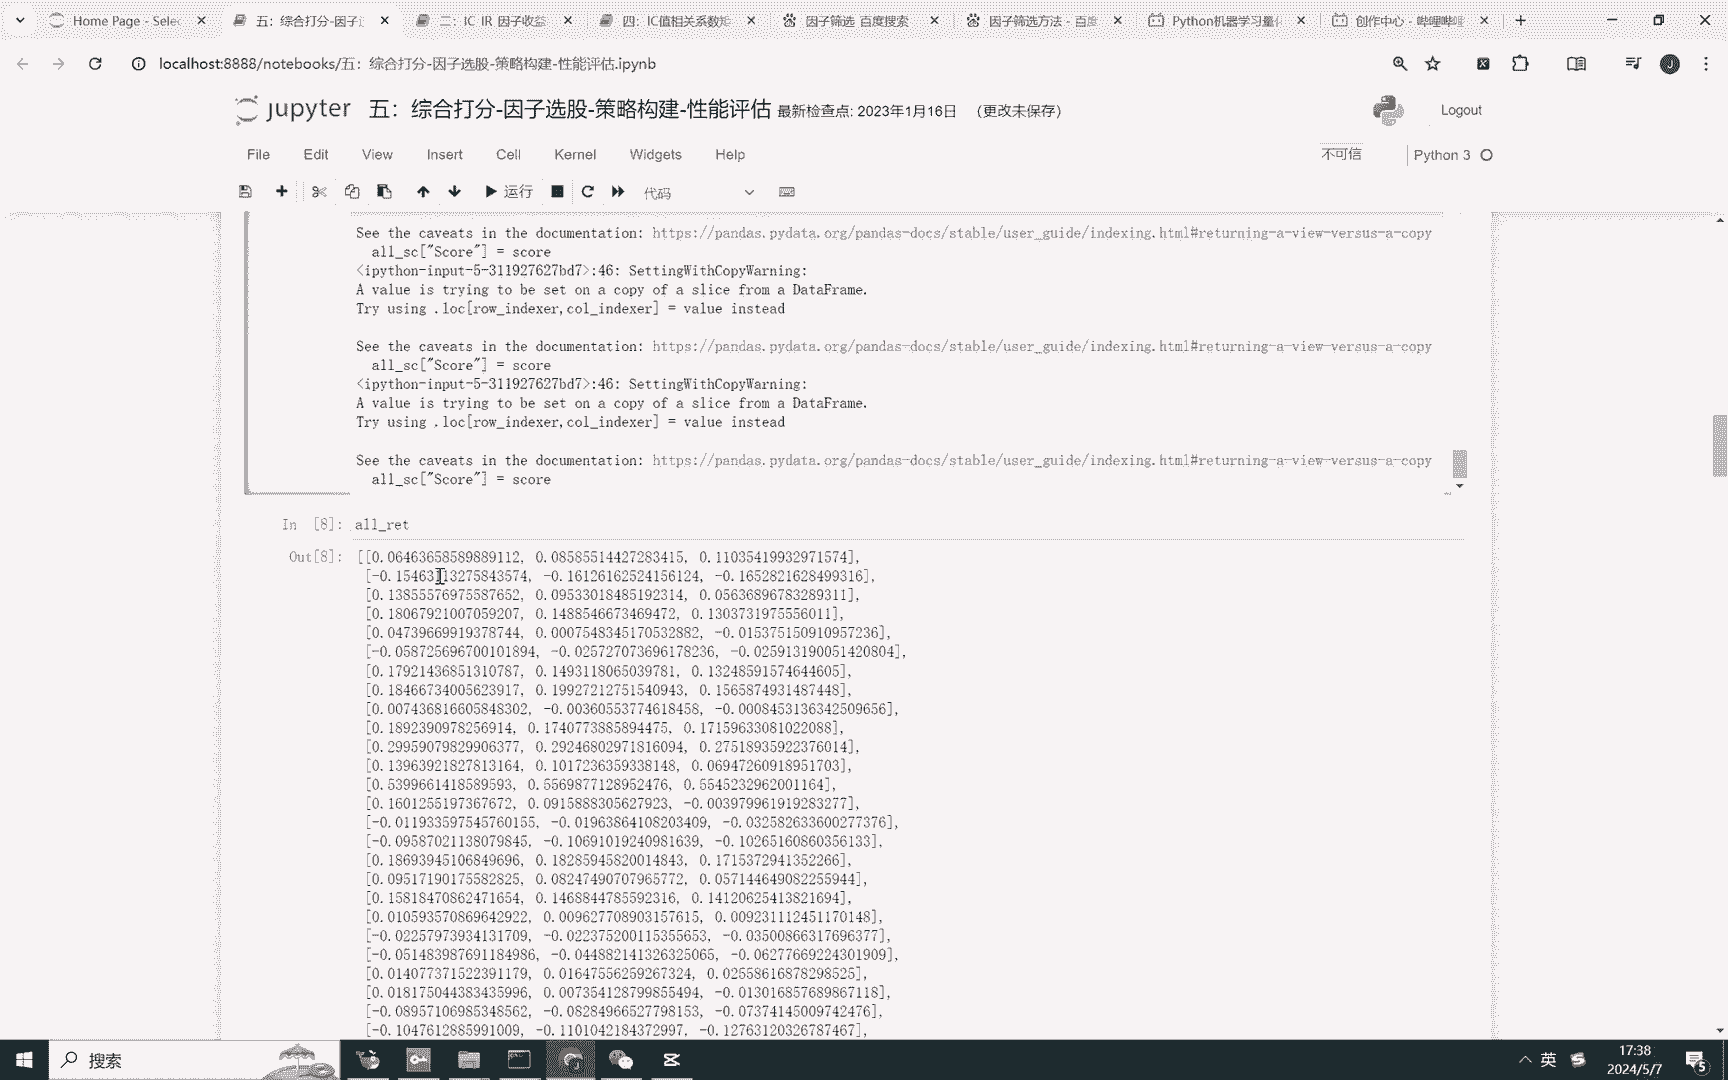 Home Page - Selec
五：综合打分-因子
二：IC_IR_因子收益
四：IC值相关系数矩
因子筛选_百度搜索
因子筛选方法 - 百度
Python机器学习量化
创作中心 - 哔哩哔哩
localhost:8888/notebooks/五：综合打分-因子选股-策略构建-性能评估.ipynb
jupyter 五：综合打分-因子选股-策略构建-性能评估 最新检查点: 2023年1月16日 （更改未保存）
Logout
File Edit View Insert Cell Kernel Widgets Help
不可信 Python 3
运行 代码
See the caveats in the documentation: https://pandas.pydata.org/pandas-docs/stable/user_guide/indexing.html#returning-a-view-versus-a-copy
all_sc["Score"] = score
<ipython-input-5-311927627bd7>:46: SettingWithCopyWarning:
A value is trying to be set on a copy of a slice from a DataFrame.
Try using .loc[row_indexer,col_indexer] = value instead
See the caveats in the documentation: https://pandas.pydata.org/pandas-docs/stable/user_guide/indexing.html#returning-a-view-versus-a-copy
all_sc["Score"] = score
<ipython-input-5-311927627bd7>:46: SettingWithCopyWarning:
A value is trying to be set on a copy of a slice from a DataFrame.
Try using .loc[row_indexer,col_indexer] = value instead
See the caveats in the documentation: https://pandas.pydata.org/pandas-docs/stable/user_guide/indexing.html#returning-a-view-versus-a-copy
all_sc["Score"] = score
In [8]: all_ret
Out[8]: [[0.06463658589889112, 0.08585514427283415, 0.11035419932971574],
[-0.15463113275843574, -0.16126162524156124, -0.1652821628499316],
[0.13855576975587652, 0.09533018485192314, 0.05636896783289311],
[0.18067921007059207, 0.1488546673469472, 0.1303731975556011],
[0.04739669919378744, 0.0007548345170532882, -0.015375150910957236],
[-0.058725696700101894, -0.025727073696178236, -0.025913190051420804],
[0.17921436851310787, 0.1493118065039781, 0.13248591574644605],
[0.18466734005623917, 0.19927212751540943, 0.1565874931487448],
[0.007436816605848302, -0.00360553774618458, -0.0008453136342509656],
[0.1892390978256914, 0.1740773885894475, 0.17159633081022088],
[0.29959079829906377, 0.29246802971816094, 0.27518935922376014],
[0.13963921827813164, 0.1017236359338148, 0.06947260918951703],
[0.5399661418589593, 0.5569877128952476, 0.5545232962001164],
[0.1601255197367672, 0.0915888305627923, -0.003979961919283277],
[-0.011933597545760155, -0.01963864108203409, -0.032582633600277376],
[-0.09587021138079845, -0.10691019240981639, -0.10265160860356133],
[0.18693945106849696, 0.18285945820014843, 0.1715372941352266],
[0.09517190175582825, 0.08247490707965772, 0.057144649082255944],
[0.15818470862471654, 0.1468844785592316, 0.14120625413821694],
[0.010593570869642922, 0.009627708903157615, 0.009231112451170148],
[-0.02257973934131709, -0.022375200115355653, -0.03500866317696377],
[-0.051483987691184986, -0.044882141326325065, -0.06277669224301909],
[0.014077371522391179, 0.01647556259267324, 0.02558616878298525],
[0.018175044383435996, 0.007354128799855494, -0.013016857689867118],
[-0.08957106985348562, -0.08284966527798153, -0.07374145009742476],
[-0.1047612885991009, -0.1101042184372997, -0.12763120326787467],
搜索
英
17:38
2024/5/7
5